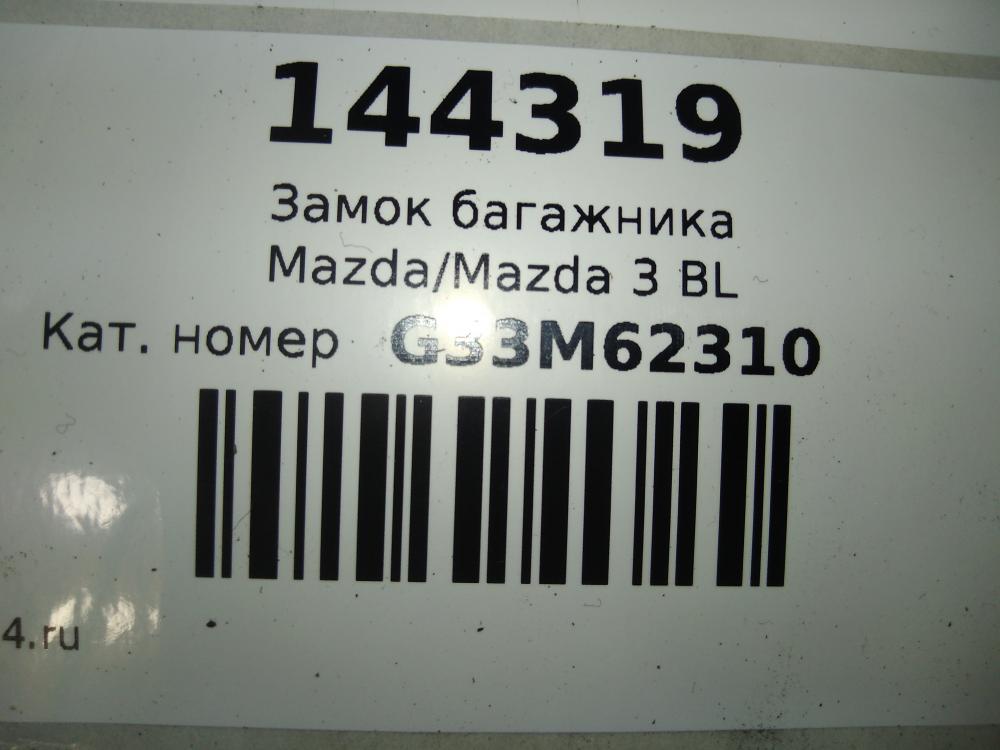 144319
Замок багажника
Mazda/Mazda 3 BL
Кат. номер G33M62310
4.ru